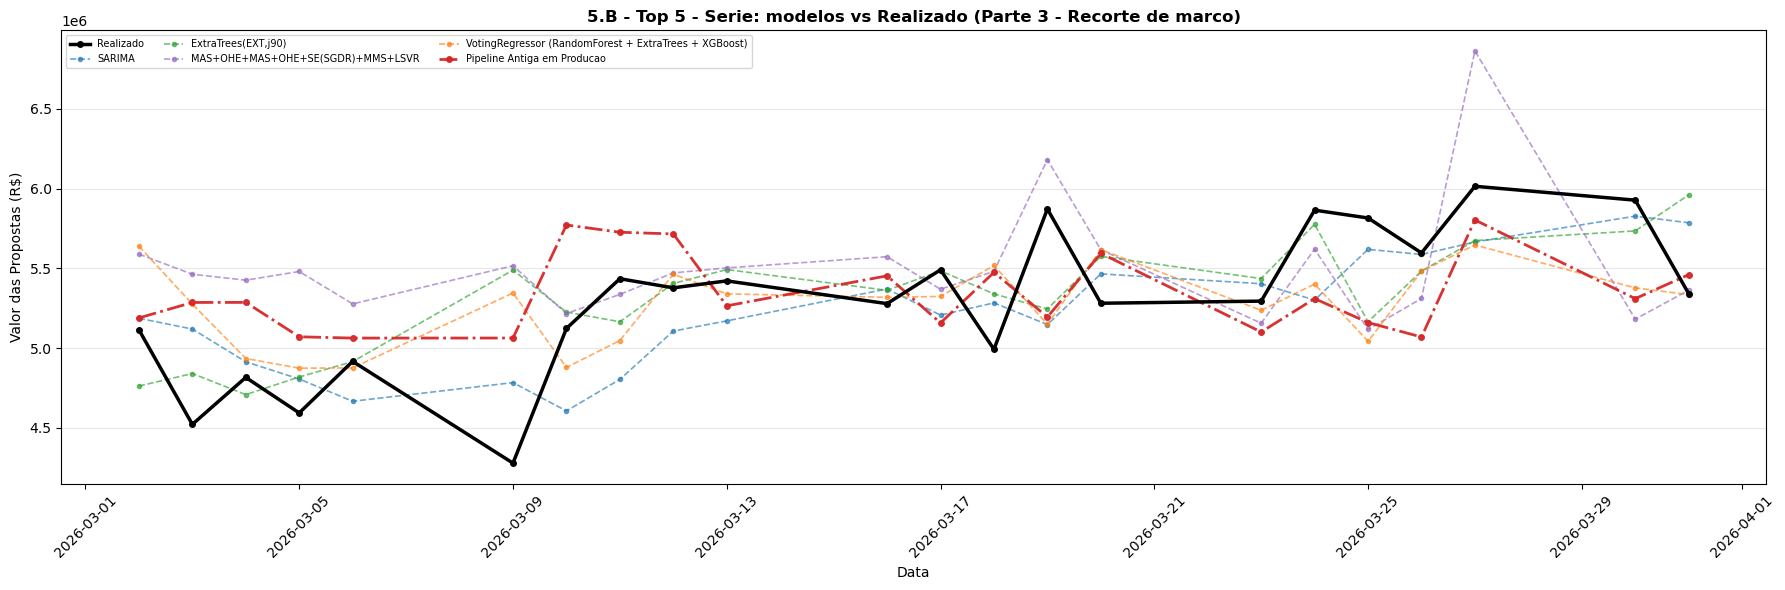 5.B - Top 5 - Serie: modelos vs Realizado (Parte 3 - Recorte de marco)
1e6
Realizado
SARIMA
ExtraTrees(EXT,j90)
MAS+OHE+MAS+OHE+SE(SGDR)+MMS+LSVR
VotingRegressor (RandomForest + ExtraTrees + XGBoost)
Pipeline Antiga em Producao
Valor das Propostas (R$)
6.5
6.0
5.5
5.0
4.5
2026-03-01
2026-03-05
2026-03-09
2026-03-13
2026-03-17
2026-03-21
2026-03-25
2026-03-29
2026-04-01
Data